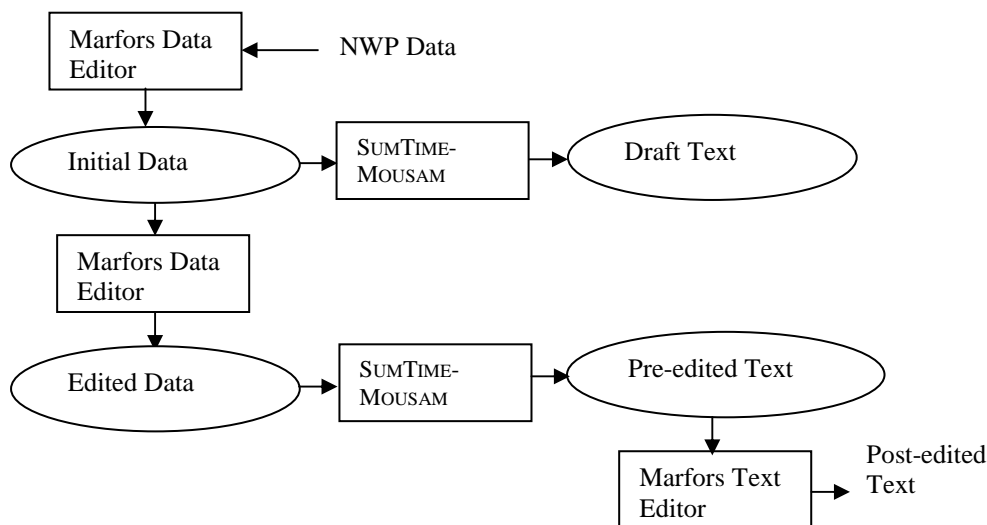 Marfors Data
Editor
NWP Data
Initial Data
SUMTIME-
MOUSAM
Draft Text
Marfors Data
Editor
Edited Data
SUMTIME-
MOUSAM
Pre-edited Text
Marfors Text
Editor
Post-edited
Text